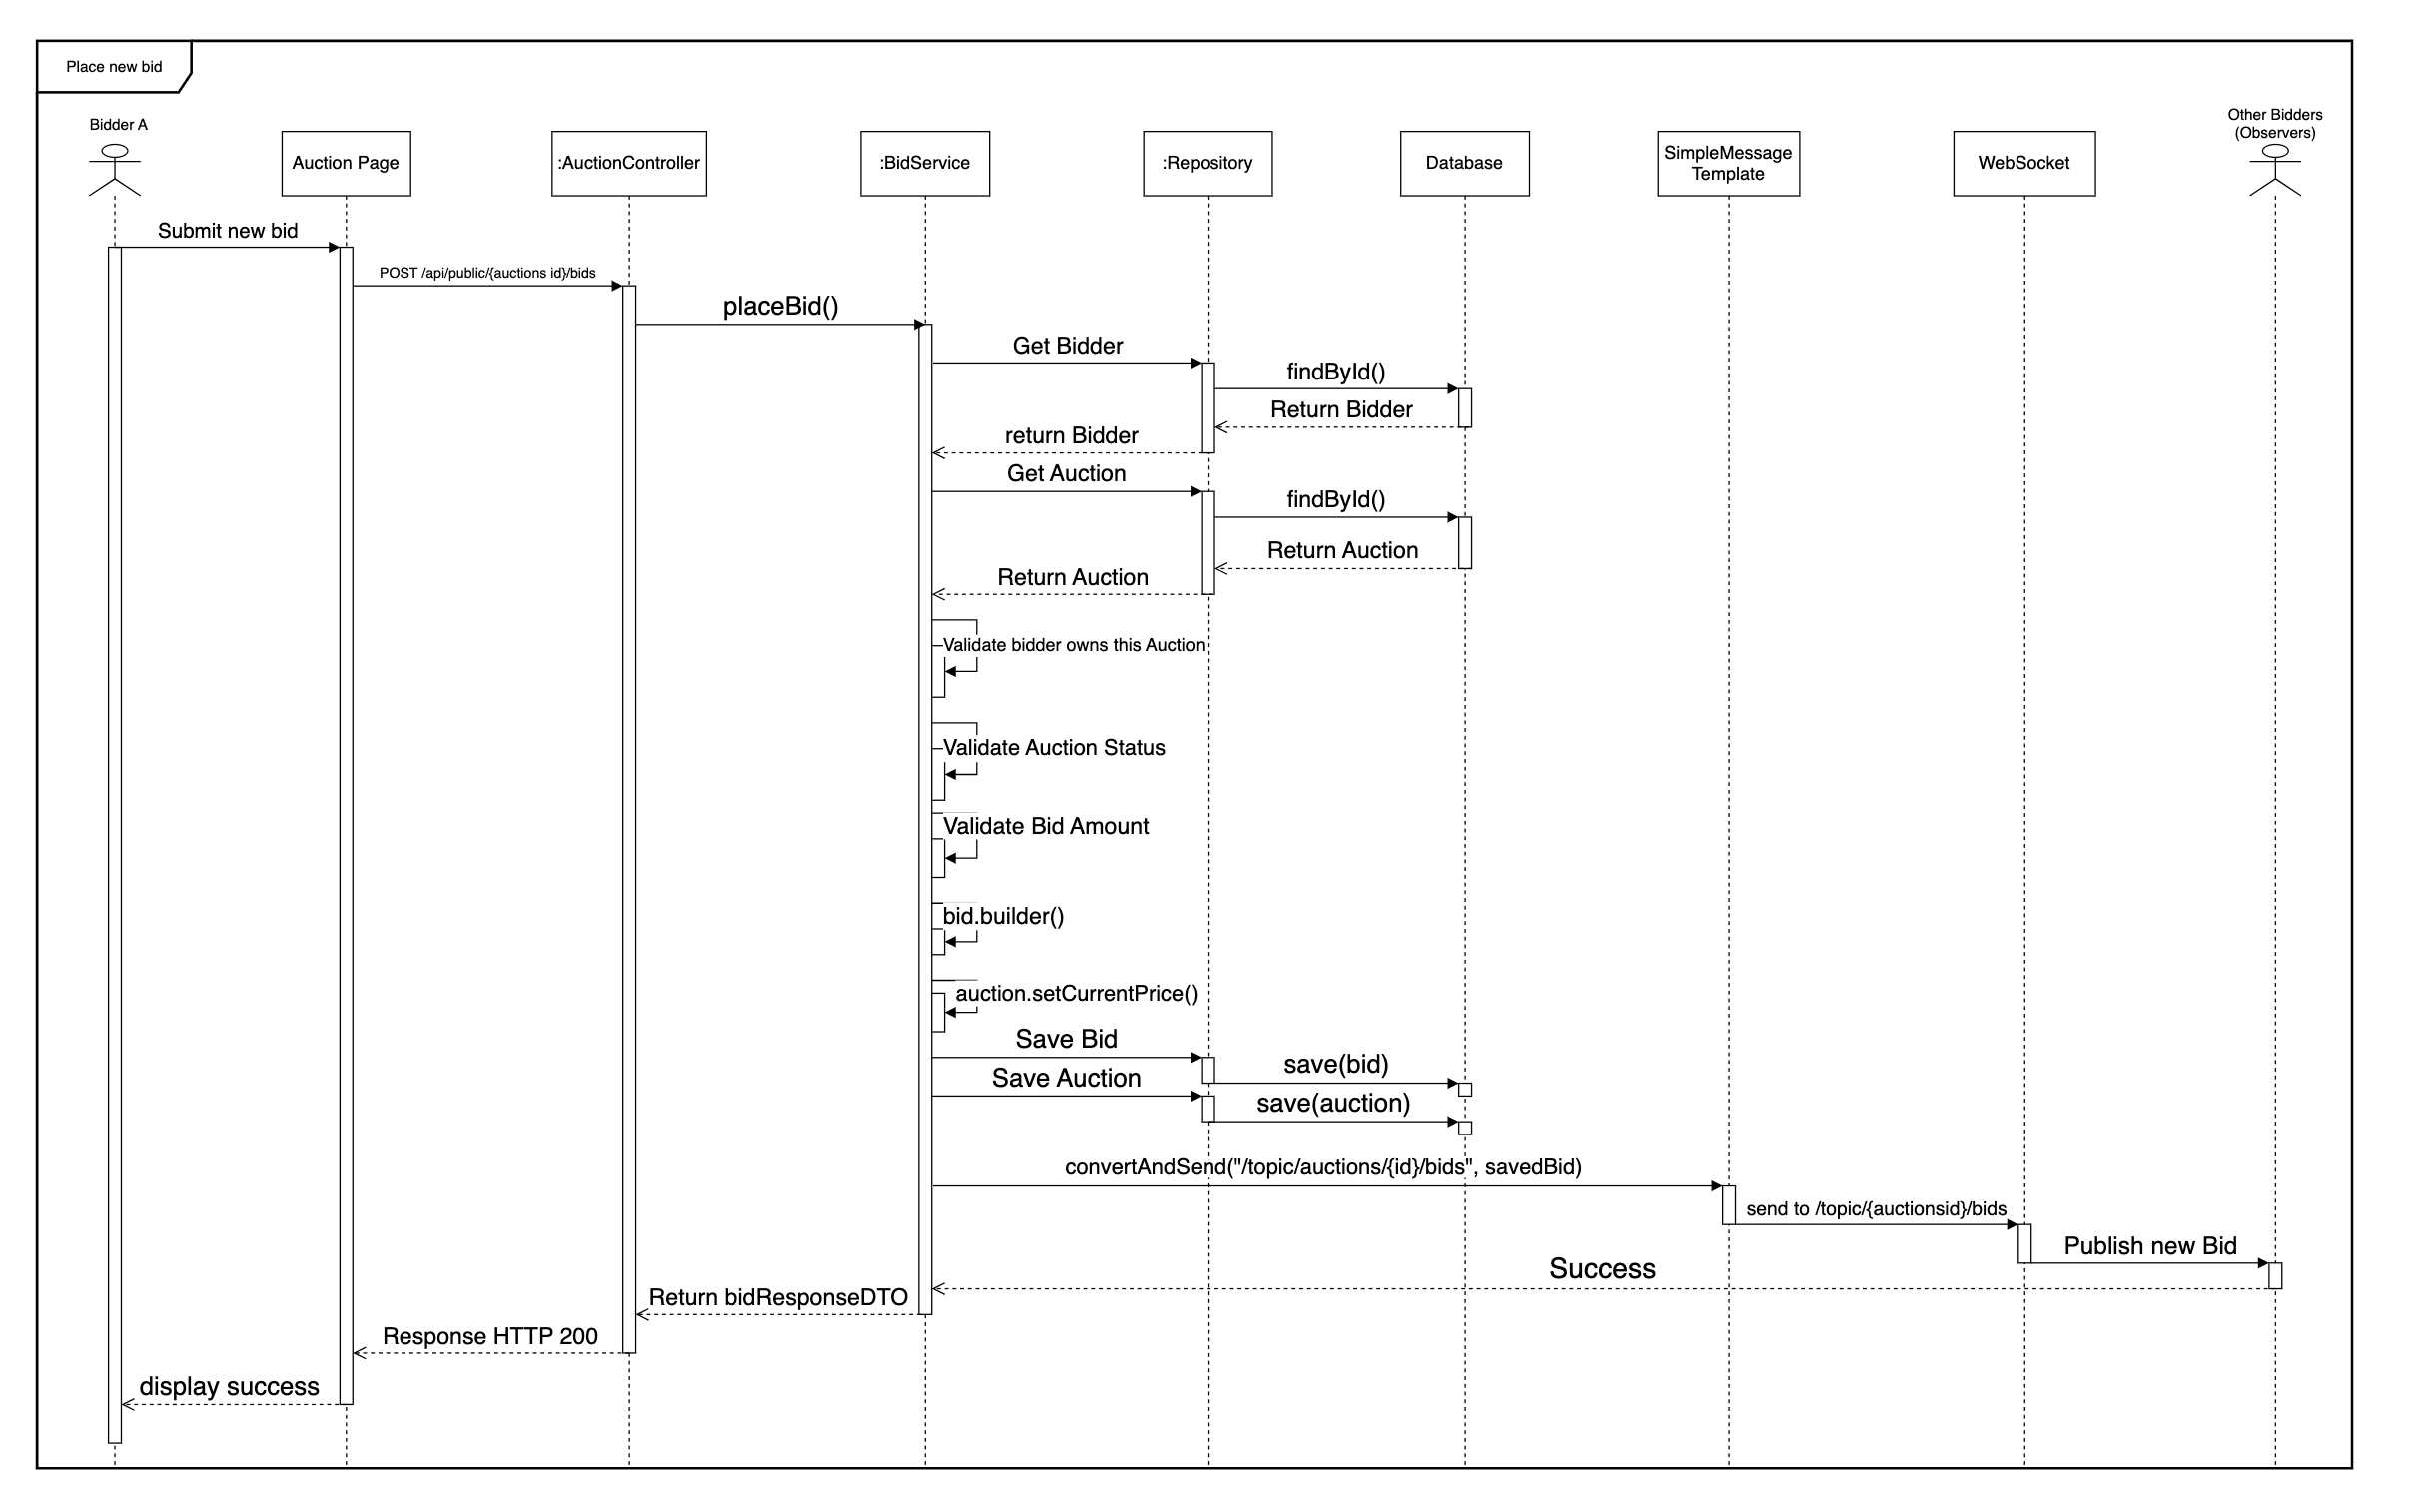 Place new bid
Bidder A
Auction Page
:AuctionController
:BidService
:Repository
Database
SimpleMessage
Template
WebSocket
Other Bidders
(Observers)
Submit new bid
POST /api/public/{auctions id}/bids
placeBid()
Get Bidder
findById()
Return Bidder
return Bidder
Get Auction
findById()
Return Auction
Return Auction
Validate bidder owns this Auction
Validate Auction Status
Validate Bid Amount
bid.builder()
auction.setCurrentPrice()
Save Bid
save(bid)
Save Auction
save(auction)
convertAndSend("/topic/auctions/{id}/bids", savedBid)
send to /topic/{auctionsid}/bids
Publish new Bid
Success
Return bidResponseDTO
Response HTTP 200
display success